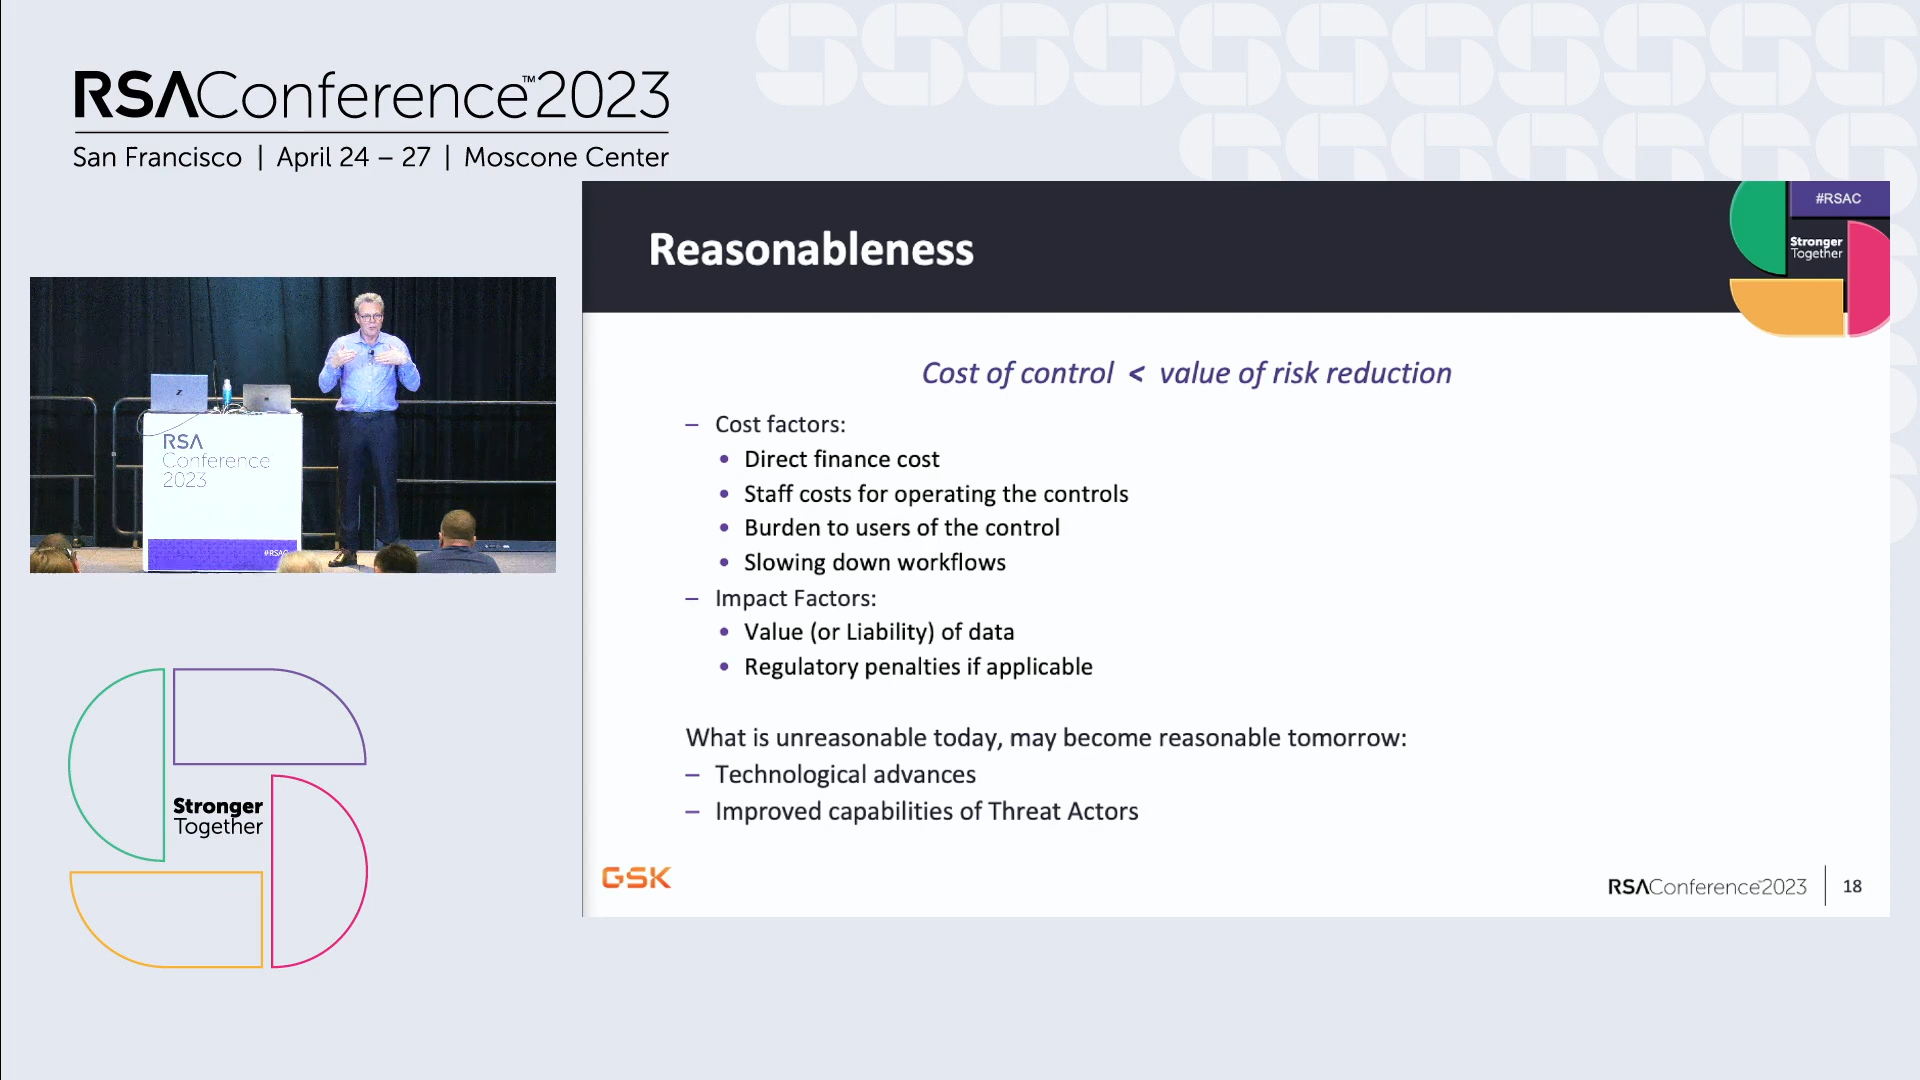 RSAConference™2023
San Francisco | April 24 – 27 | Moscone Center
#RSAC
Stronger
Together
Reasonableness
Cost of control < value of risk reduction
– Cost factors:
• Direct finance cost
• Staff costs for operating the controls
• Burden to users of the control
• Slowing down workflows
– Impact Factors:
• Value (or Liability) of data
• Regulatory penalties if applicable
What is unreasonable today, may become reasonable tomorrow:
– Technological advances
– Improved capabilities of Threat Actors
GSK
RSAConference™2023 | 18
RSA
Conference
2023
#RSAC
Stronger
Together